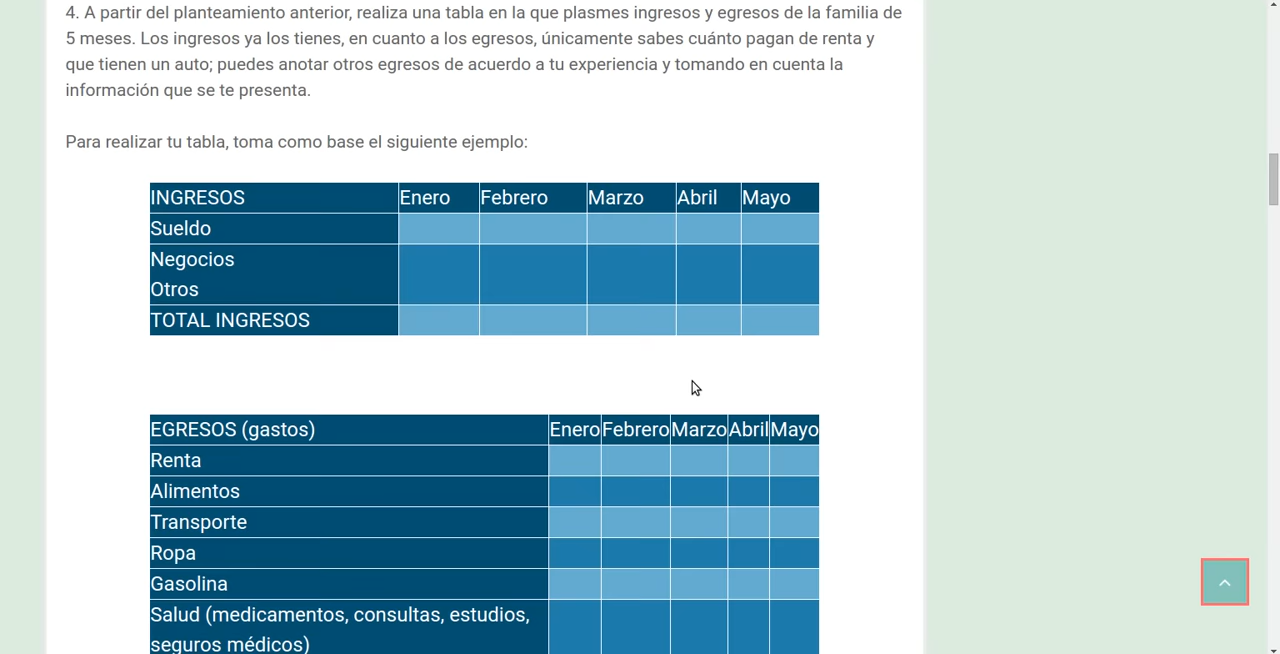 4. A partir del planteamiento anterior, realiza una tabla en la que plasmes ingresos y egresos de la familia de
5 meses. Los ingresos ya los tienes, en cuanto a los egresos, únicamente sabes cuánto pagan de renta y
que tienen un auto; puedes anotar otros egresos de acuerdo a tu experiencia y tomando en cuenta la
información que se te presenta.
Para realizar tu tabla, toma como base el siguiente ejemplo:
INGRESOS Enero Febrero Marzo Abril Mayo
Sueldo
Negocios
Otros
TOTAL INGRESOS
EGRESOS (gastos) Enero Febrero Marzo Abril Mayo
Renta
Alimentos
Transporte
Ropa
Gasolina
Salud (medicamentos, consultas, estudios,
seguros médicos)